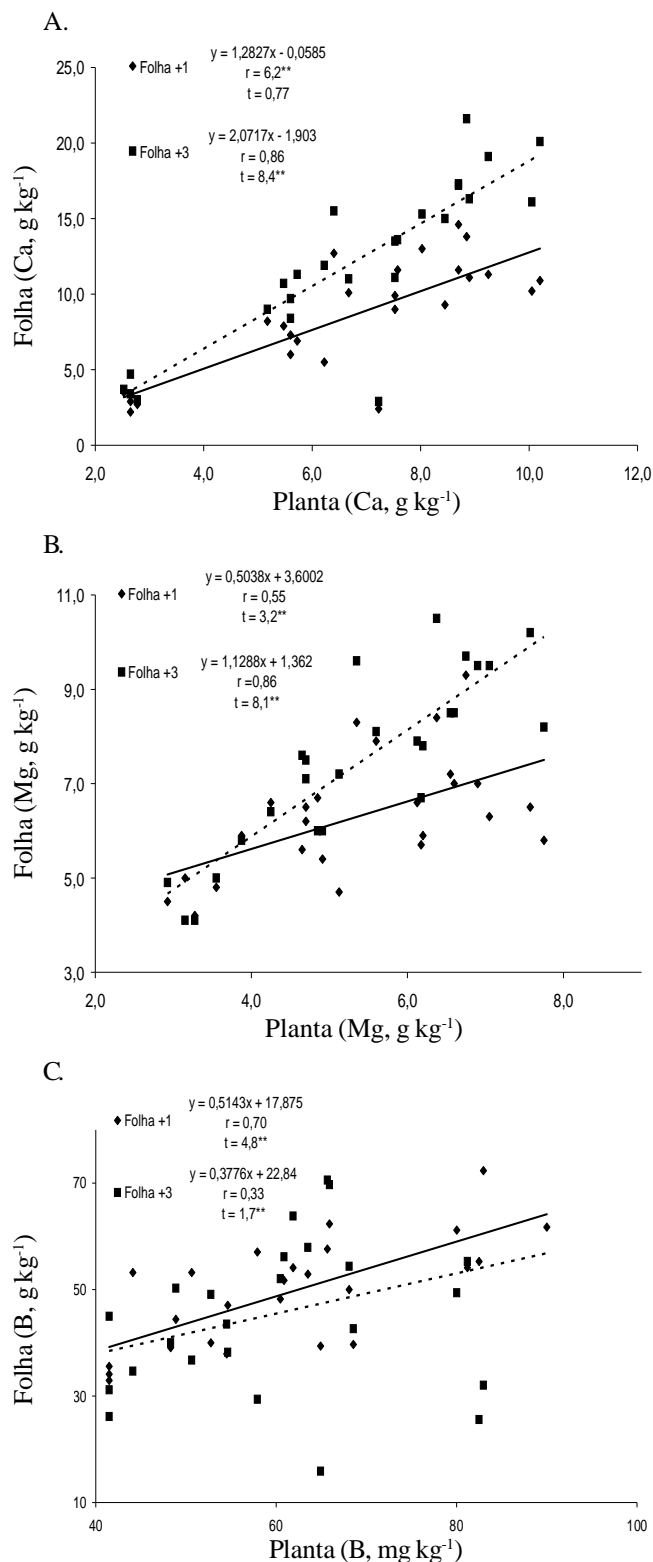 A.
y = 1,2827x - 0,0585
Folha +1
r = 6,2**
t = 0,77
y = 2,0717x - 1,903
Folha +3
r = 0,86
t = 8,4**
25,0
20,0
15,0
10,0
5,0
0
Folha (Ca, g kg-1)
2,0 4,0 6,0 8,0 10,0 12,0
Planta (Ca, g kg-1)
B.
y = 0,5038x + 3,6002
Folha +1
r = 0,55
t = 3,2**
y = 1,1288x + 1,362
Folha +3
r =0,86
t = 8,1**
11,0
9,0
7,0
5,0
3,0
Folha (Mg, g kg-1)
2,0 4,0 6,0 8,0
Planta (Mg, g kg-1)
C.
y = 0,5143x + 17,875
Folha +1
r = 0,70
t = 4,8**
y = 0,3776x + 22,84
Folha +3
r = 0,33
t = 1,7**
70
50
30
10
Folha (B, g kg-1)
40 60 80 100
Planta (B, mg kg-1)